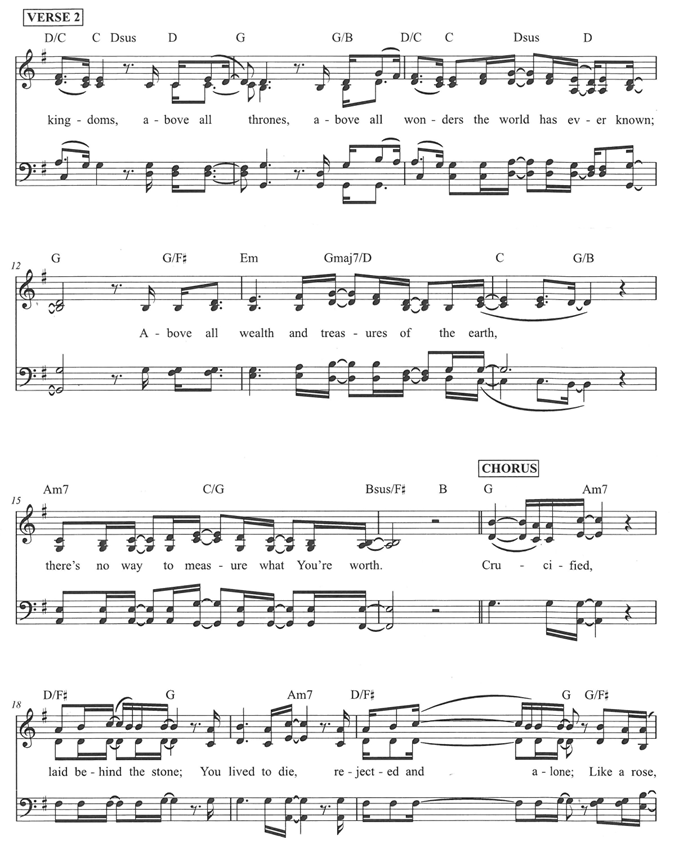 VERSE 2
D/C C Dsus D G G/B D/C C Dsus D
king - doms, a - bove all thrones, a - bove all won - ders the world has ev - er known;
12
G G/F♯ Em Gmaj7/D C G/B
A - bove all wealth and treas - ures of the earth,
CHORUS
15
Am7 C/G Bsus/F♯ B G Am7
there's no way to meas - ure what You're worth. Cru - ci - fied,
18
D/F♯ G Am7 D/F♯ G G/F♯
laid be - hind the stone; You lived to die, re - ject - ed and a - lone; Like a rose,